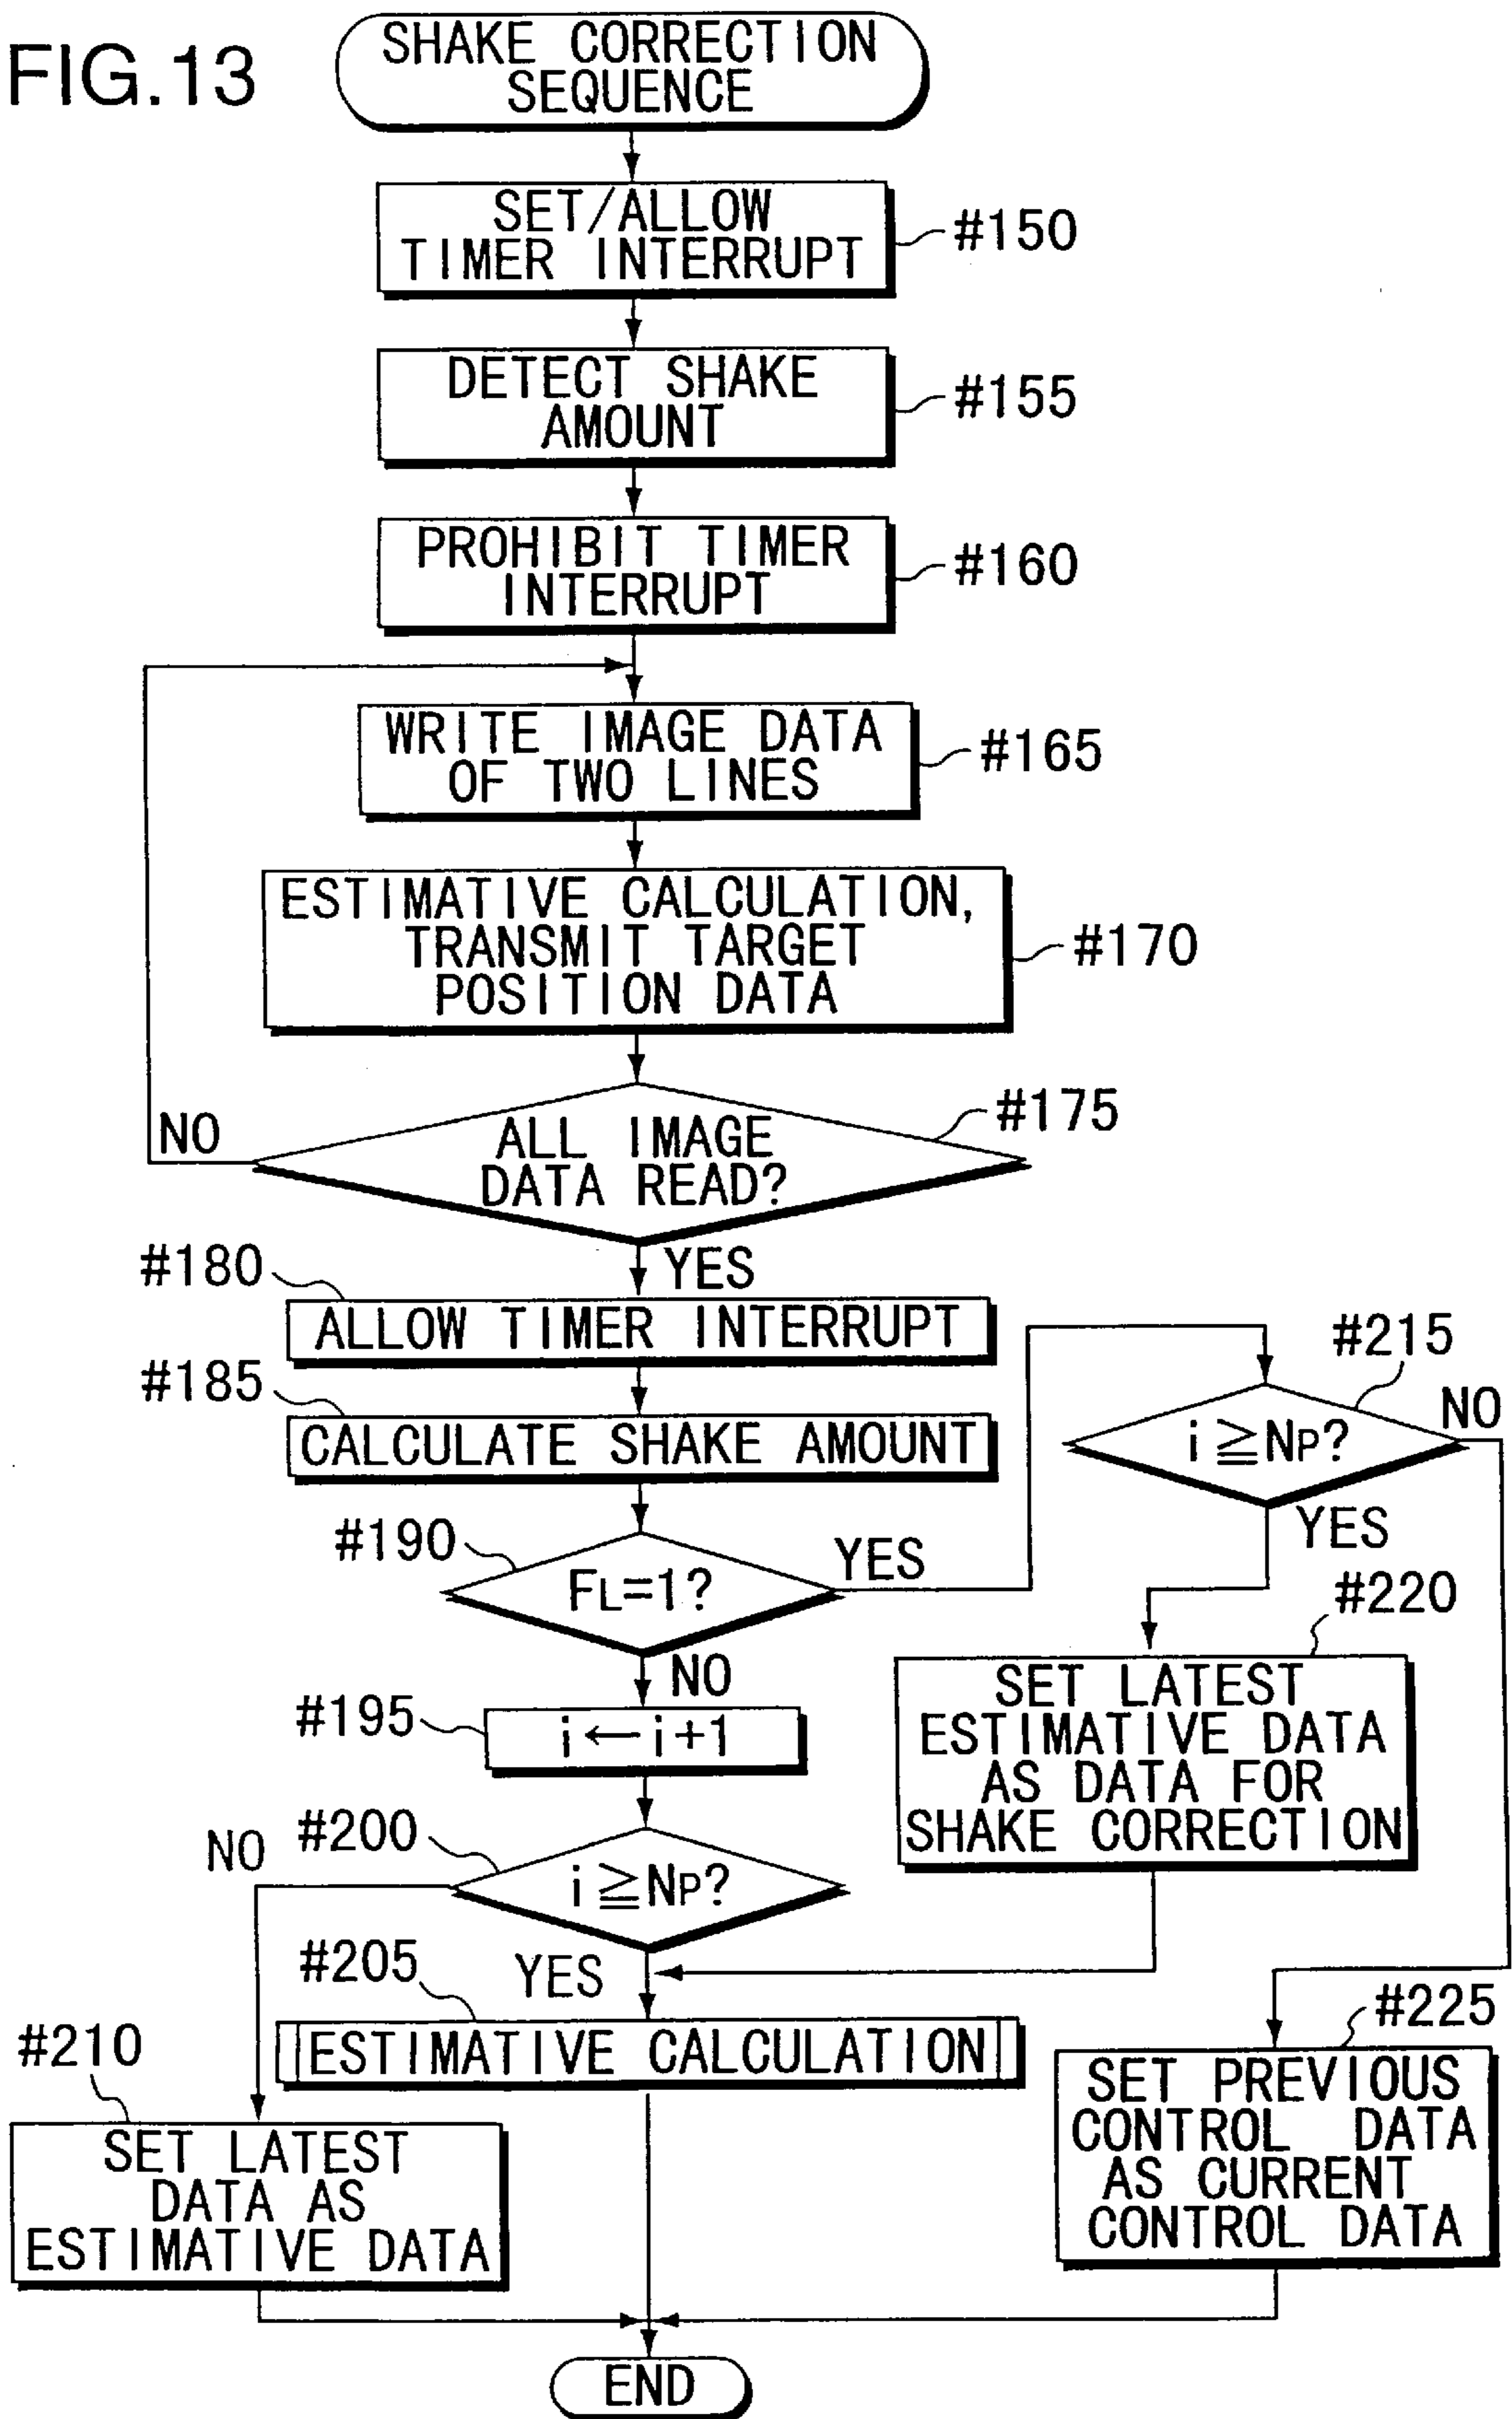 FIG.13
SHAKE CORRECTION
SEQUENCE
SET/ALLOW
TIMER INTERRUPT
#150
DETECT SHAKE
AMOUNT
#155
PROHIBIT TIMER
INTERRUPT
#160
WRITE IMAGE DATA
OF TWO LINES
#165
ESTIMATIVE CALCULATION,
TRANSMIT TARGET
POSITION DATA
#170
ALL IMAGE
DATA READ?
#175
NO
YES
#180
ALLOW TIMER INTERRUPT
#185
CALCULATE SHAKE AMOUNT
#190
FL=1?
YES
NO
#215
i≧NP?
NO
YES
#195
i←i+1
#220
SET LATEST
ESTIMATIVE DATA
AS DATA FOR
SHAKE CORRECTION
#200
i≧NP?
NO
YES
#205
ESTIMATIVE CALCULATION
#210
SET LATEST
DATA AS
ESTIMATIVE DATA
#225
SET PREVIOUS
CONTROL DATA
AS CURRENT
CONTROL DATA
END